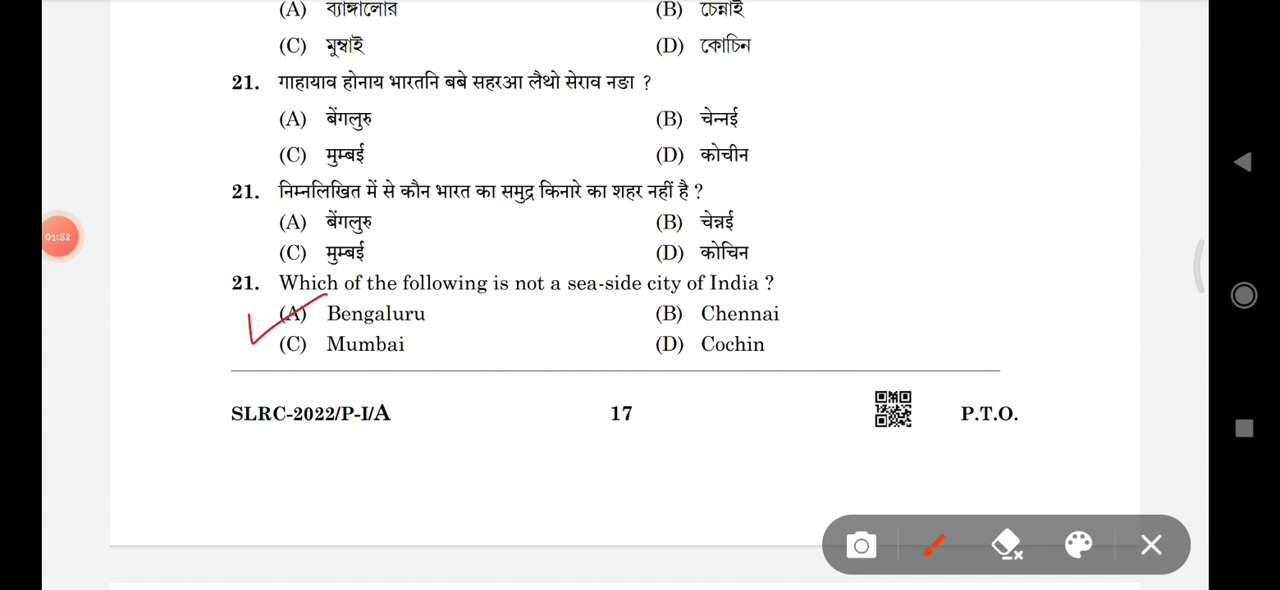 (A) ব্যাঙ্গালোর (B) চেন্নাই
(C) মুম্বাই (D) কোচিন
21. गाहायाव होनाय भारतनि बबे सहरआ लैथो सेराव नङा ?
(A) बेंगलुरु (B) चेन्नई
(C) मुम्बई (D) कोचीन
21. निम्नलिखित में से कौन भारत का समुद्र किनारे का शहर नहीं है ?
(A) बेंगलुरु (B) चेन्नई
(C) मुम्बई (D) कोचिन
21. Which of the following is not a sea-side city of India ?
(A) Bengaluru (B) Chennai
(C) Mumbai (D) Cochin
SLRC-2022/P-I/A 17 P.T.O.
01:52